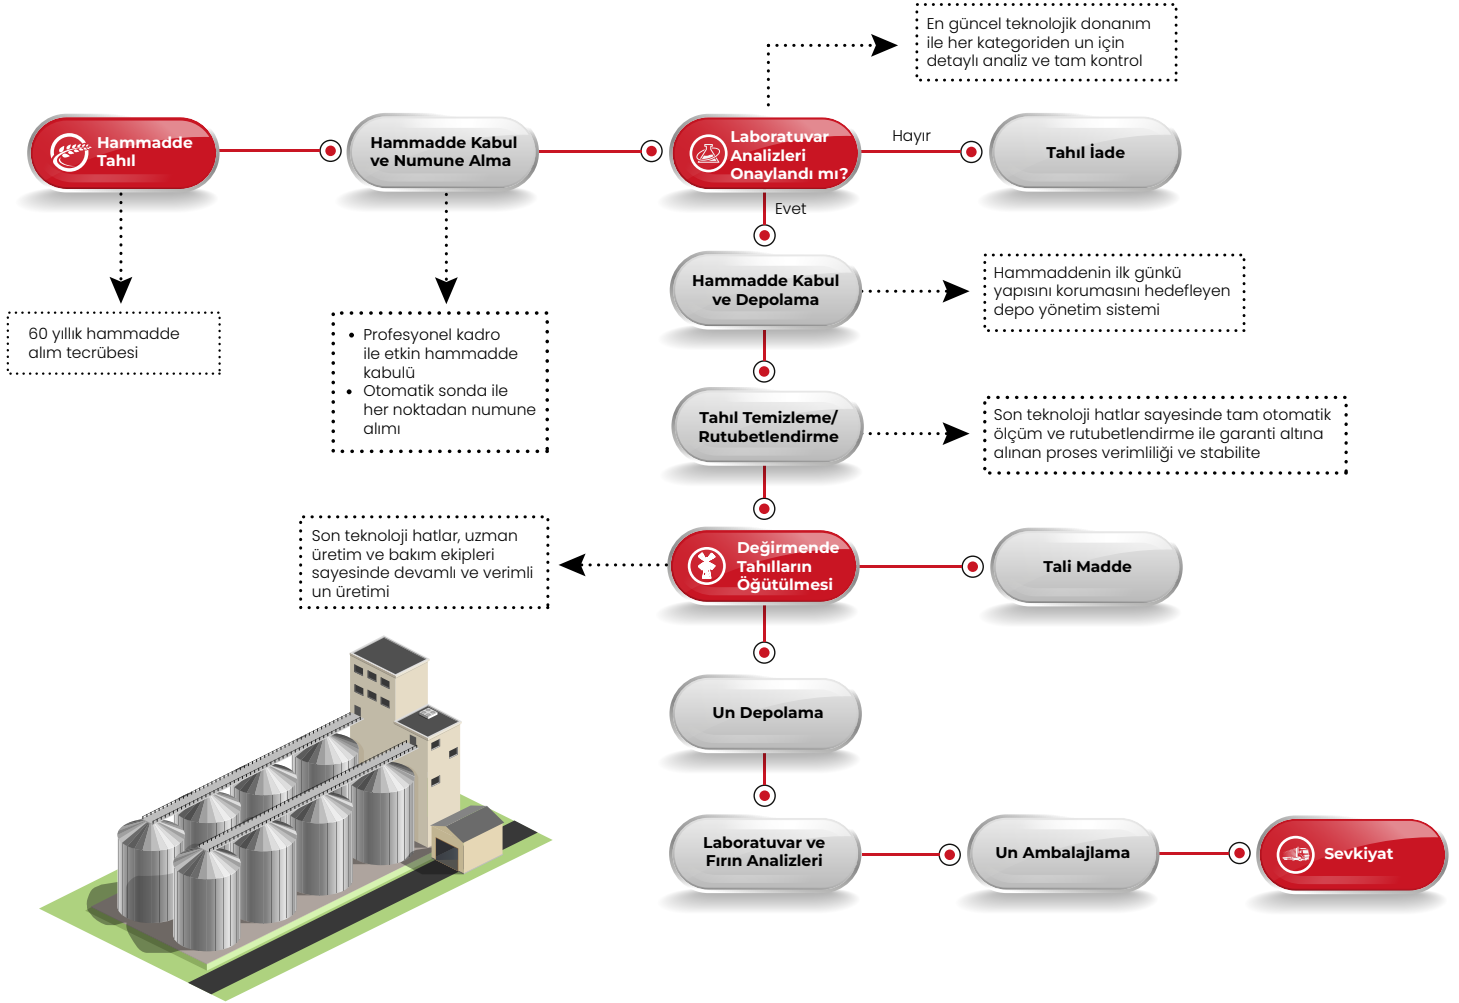 En güncel teknolojik donanım
ile her kategoriden un için
detaylı analiz ve tam kontrol
Hammadde
Tahıl
Hammadde Kabul
ve Numune Alma
Laboratuvar
Analizleri
Onaylandı mı?
Hayır
Tahıl İade
Evet
60 yıllık hammadde
alım tecrübesi
• Profesyonel kadro
ile etkin hammadde
kabulü
• Otomatik sonda ile
her noktadan numune
alımı
Hammadde Kabul
ve Depolama
Hammaddenin ilk günkü
yapısını korumasını hedefleyen
depo yönetim sistemi
Tahıl Temizleme/
Rutubetlendirme
Son teknoloji hatlar sayesinde tam otomatik
ölçüm ve rutubetlendirme ile garanti altına
alınan proses verimliliği ve stabilite
Son teknoloji hatlar, uzman
üretim ve bakım ekipleri
sayesinde devamlı ve verimli
un üretimi
Değirmende
Tahılların
Öğütülmesi
Tali Madde
Un Depolama
Laboratuvar ve
Fırın Analizleri
Un Ambalajlama
Sevkiyat